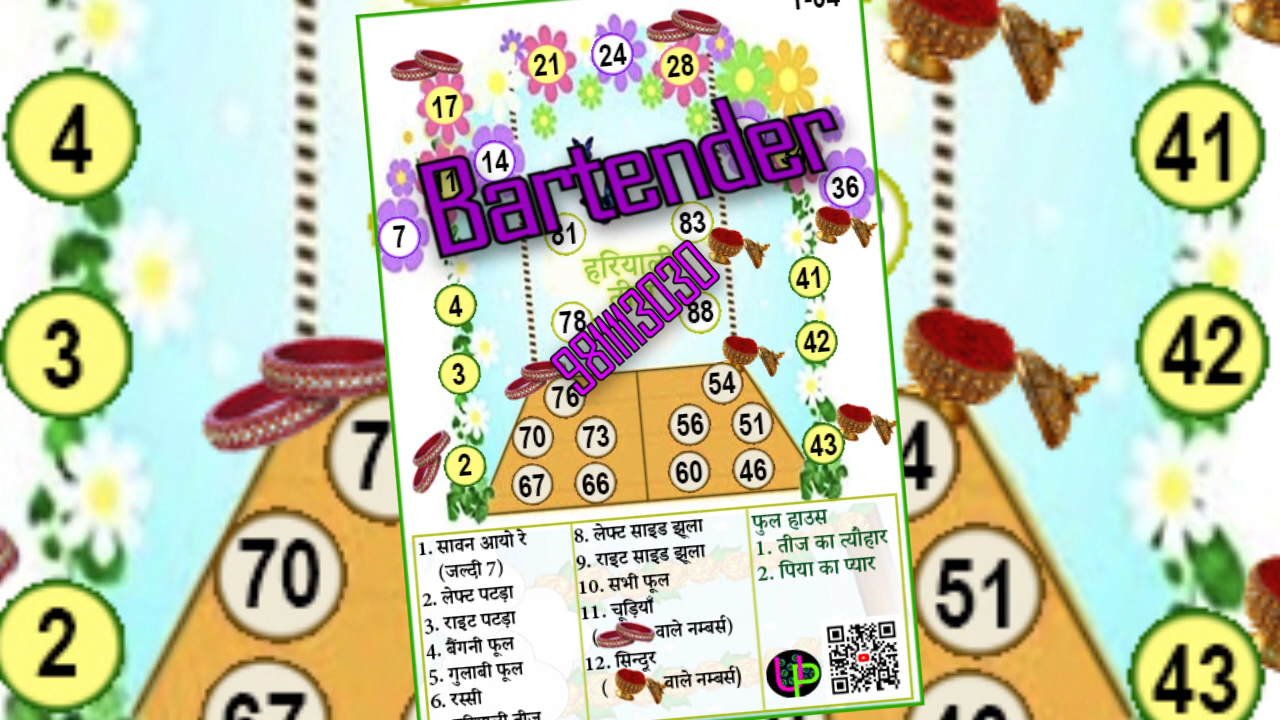 T-04
21
24
28
17
14
Bartender
36
7
81
83
हरियाली
4
41
78
9811113030
88
42
3
76
54
70
73
56
51
2
43
67
66
60
46
1. सावन आयो रे
(जल्दी 7)
2. लेफ्ट पटड़ा
3. राइट पटड़ा
4. बैंगनी फूल
5. गुलाबी फूल
6. रस्सी
8. लेफ्ट साइड झूला
9. राइट साइड झूला
10. सभी फूल
11. चूड़ियाँ
( वाले नम्बर्स)
12. सिन्दूर
( वाले नम्बर्स)
फुल हाउस
1. तीज का त्यौहार
2. पिया का प्यार
UP
4
3
70
2
67
41
42
51
43